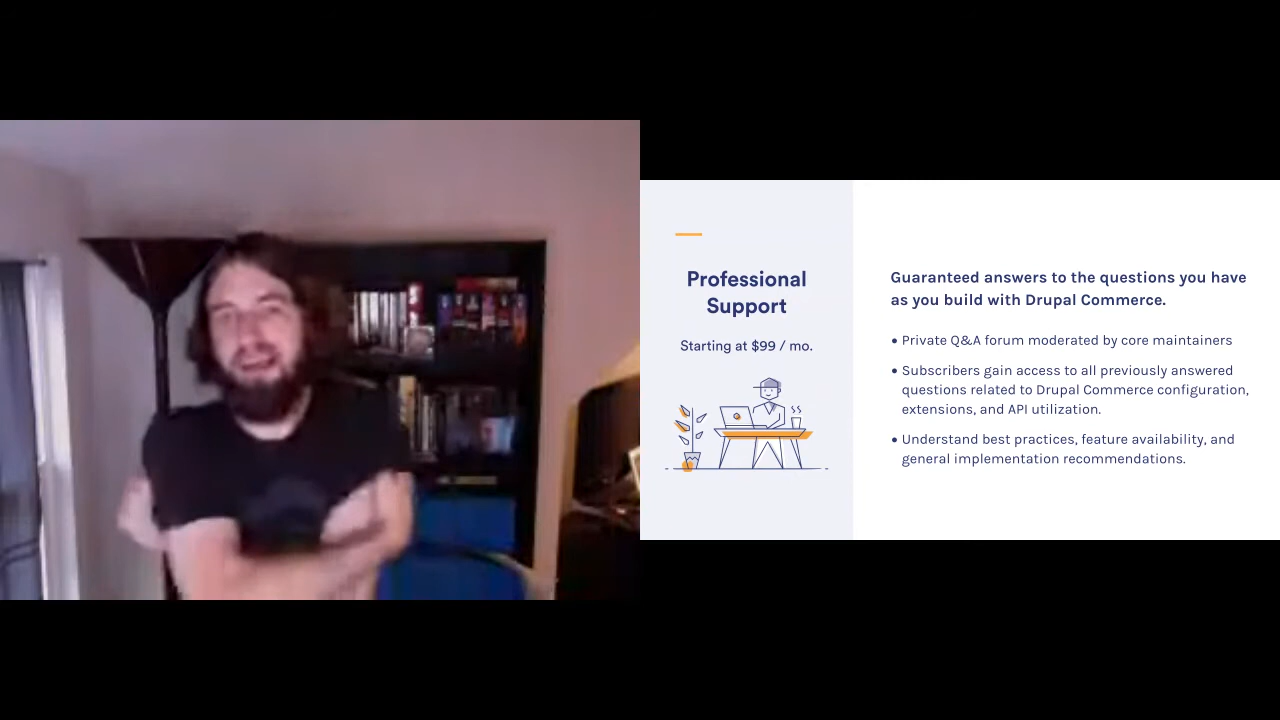 Professional
Support
Starting at $99 / mo.
Guaranteed answers to the questions you have
as you build with Drupal Commerce.
• Private Q&A forum moderated by core maintainers
• Subscribers gain access to all previously answered
questions related to Drupal Commerce configuration,
extensions, and API utilization.
• Understand best practices, feature availability, and
general implementation recommendations.